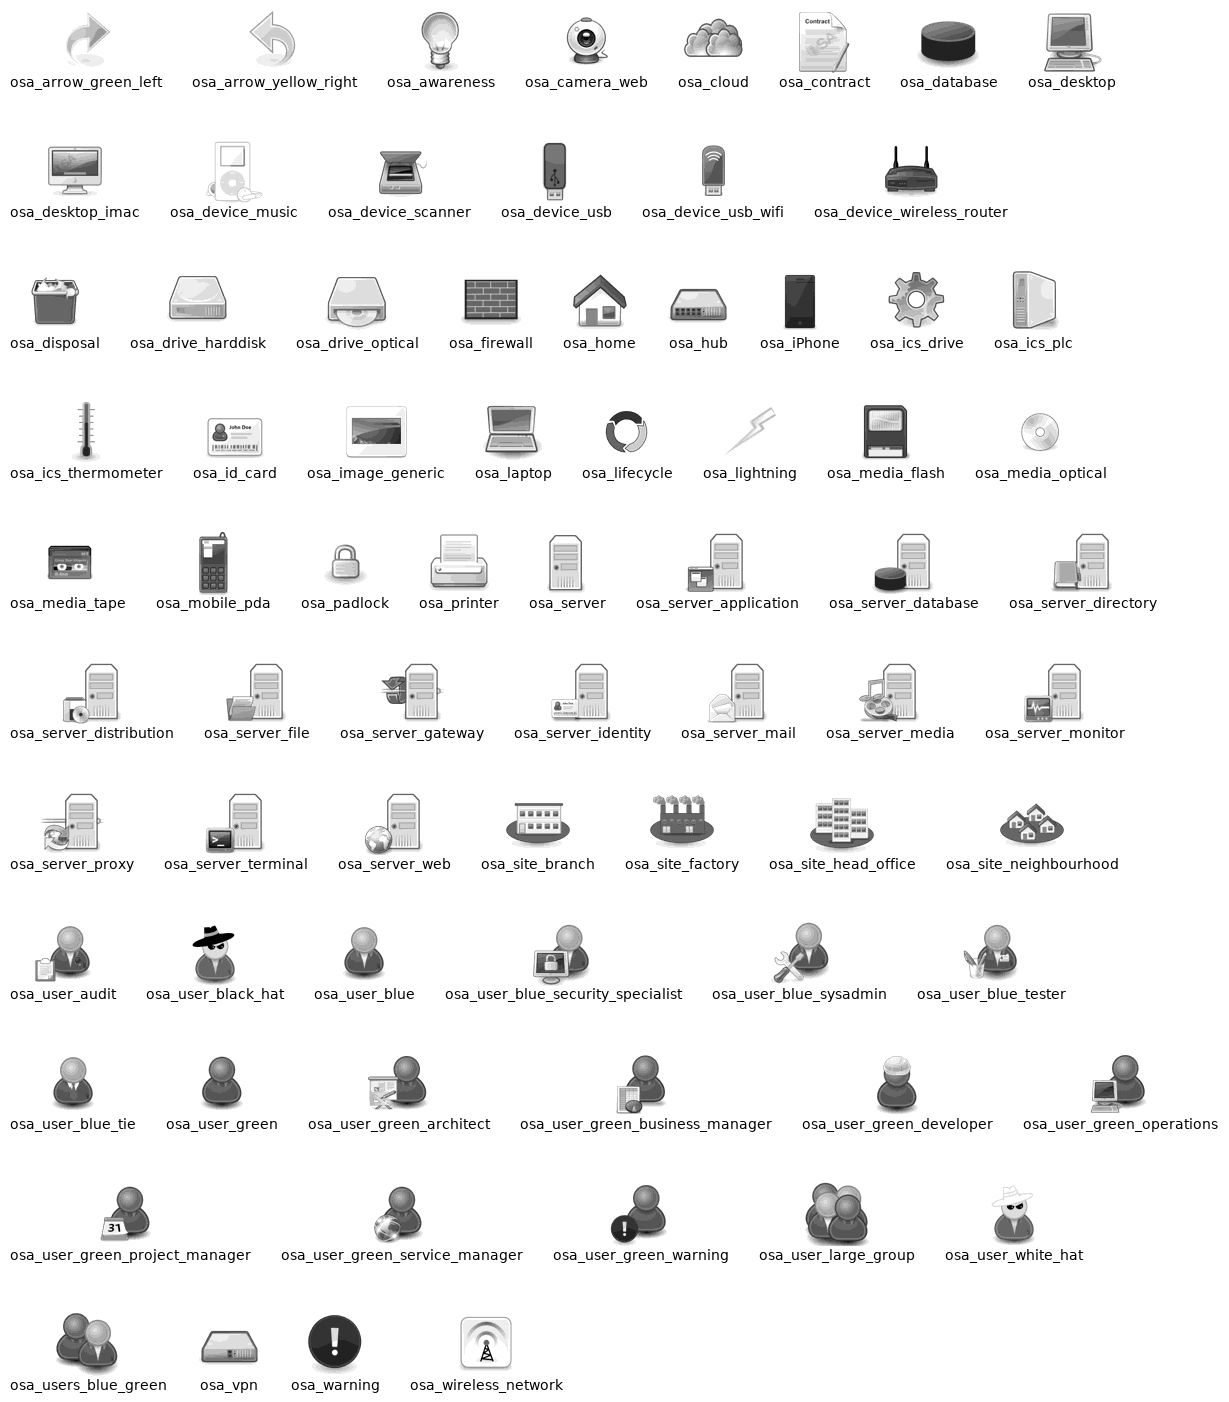 Contract
osa_arrow_green_left osa_arrow_yellow_right osa_awareness osa_camera_web osa_cloud osa_contract osa_database osa_desktop
osa_desktop_imac osa_device_music osa_device_scanner osa_device_usb osa_device_usb_wifi osa_device_wireless_router
osa_disposal osa_drive_harddisk osa_drive_optical osa_firewall osa_home osa_hub osa_iPhone osa_ics_drive osa_ics_plc
John Doe
osa_ics_thermometer osa_id_card osa_image_generic osa_laptop osa_lifecycle osa_lightning osa_media_flash osa_media_optical
osa_media_tape osa_mobile_pda osa_padlock osa_printer osa_server osa_server_application osa_server_database osa_server_directory
osa_server_distribution osa_server_file osa_server_gateway osa_server_identity osa_server_mail osa_server_media osa_server_monitor
>_
osa_server_proxy osa_server_terminal osa_server_web osa_site_branch osa_site_factory osa_site_head_office osa_site_neighbourhood
osa_user_audit osa_user_black_hat osa_user_blue osa_user_blue_security_specialist osa_user_blue_sysadmin osa_user_blue_tester
osa_user_blue_tie osa_user_green osa_user_green_architect osa_user_green_business_manager osa_user_green_developer osa_user_green_operations
31 !
osa_user_green_project_manager osa_user_green_service_manager osa_user_green_warning osa_user_large_group osa_user_white_hat
!
osa_users_blue_green osa_vpn osa_warning osa_wireless_network